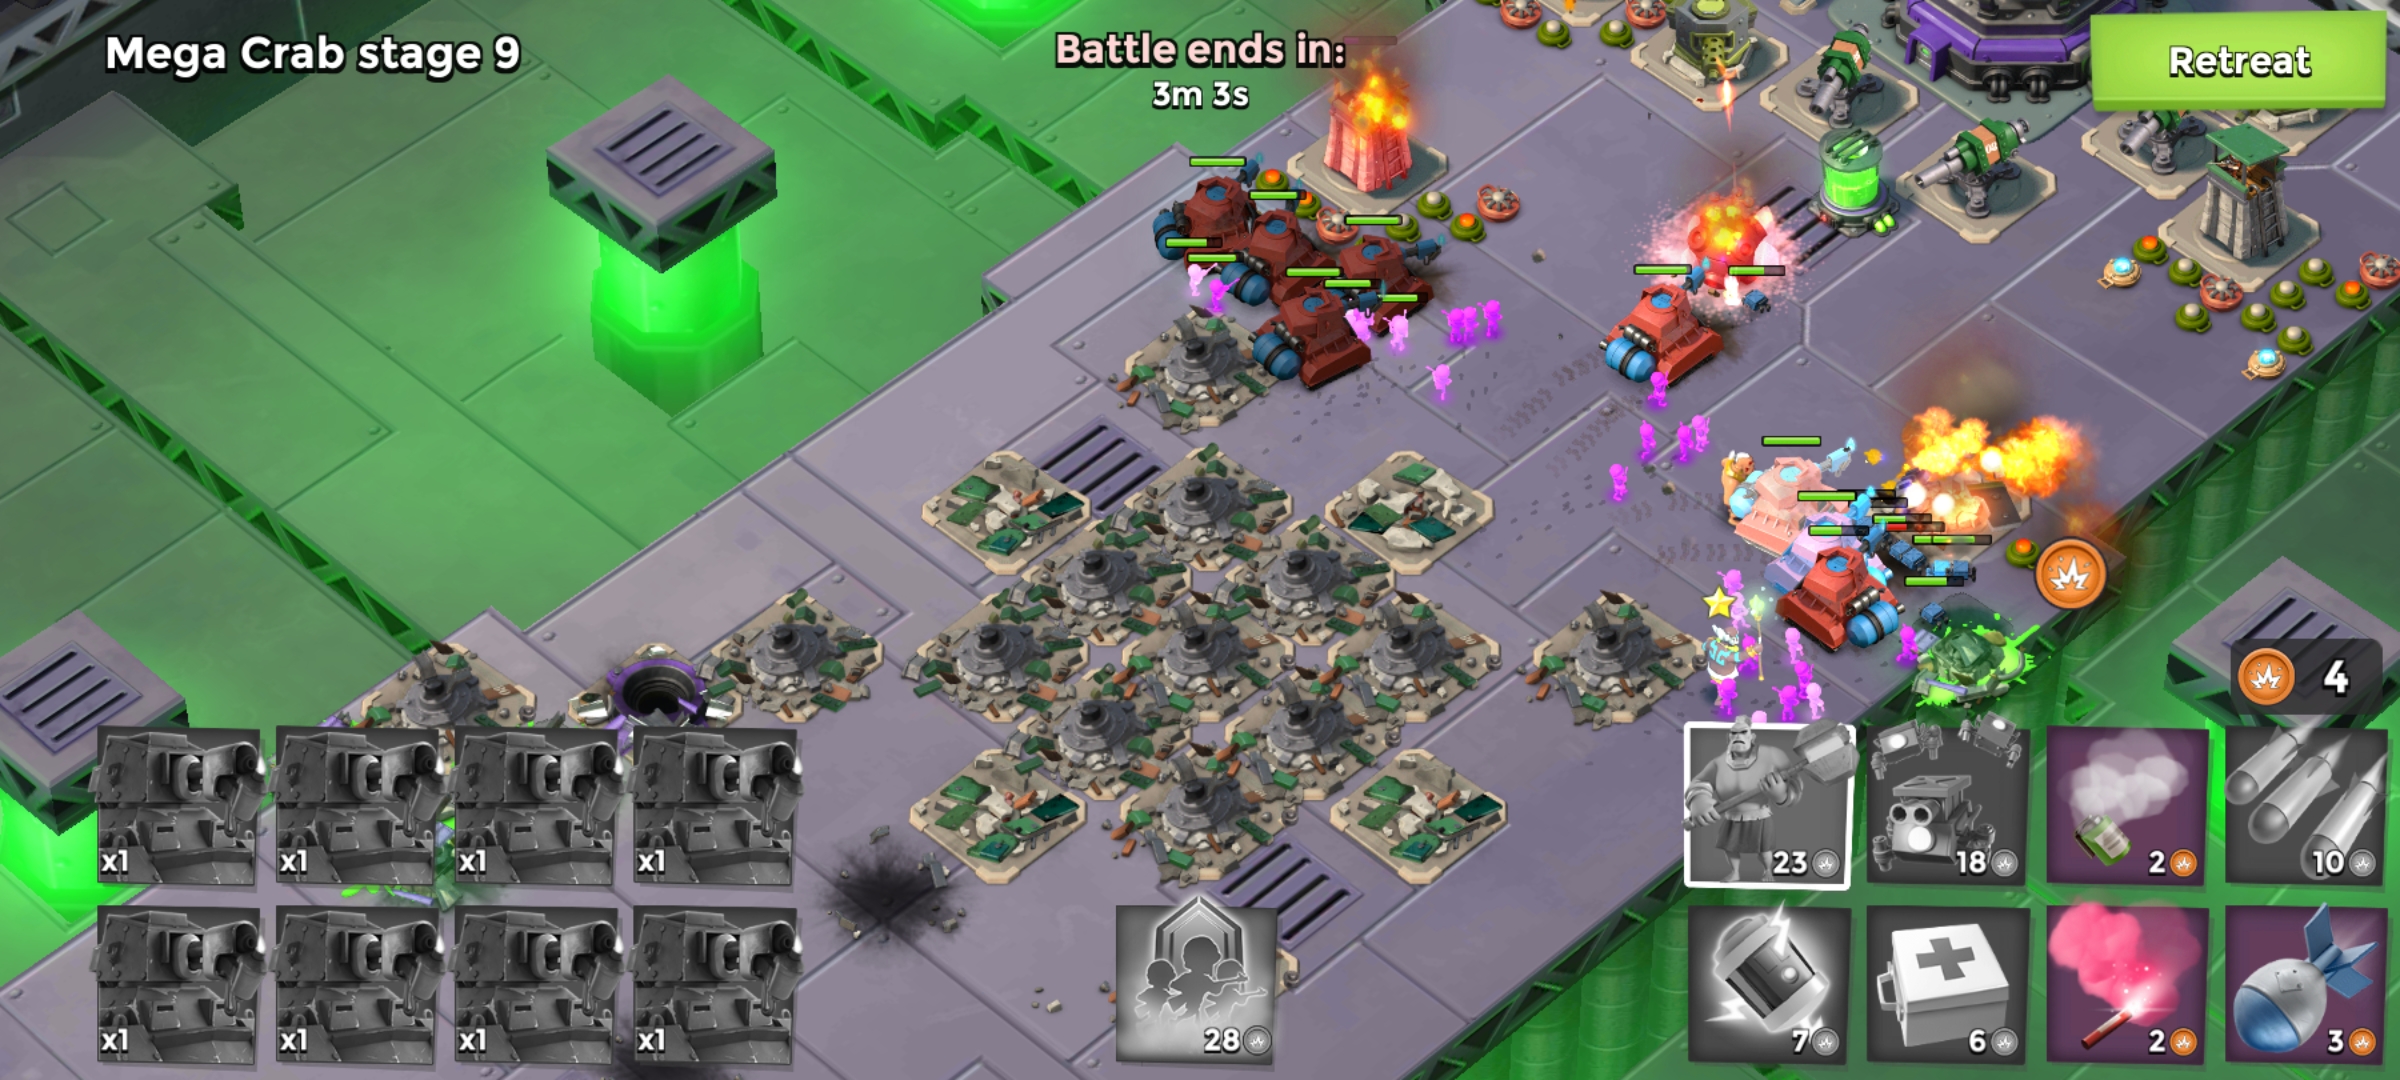 Mega Crab stage 9
Battle ends in:
3m 3s
Retreat
4
x1
x1
x1
x1
23
18
2
10
x1
x1
x1
x1
28
7
6
2
3